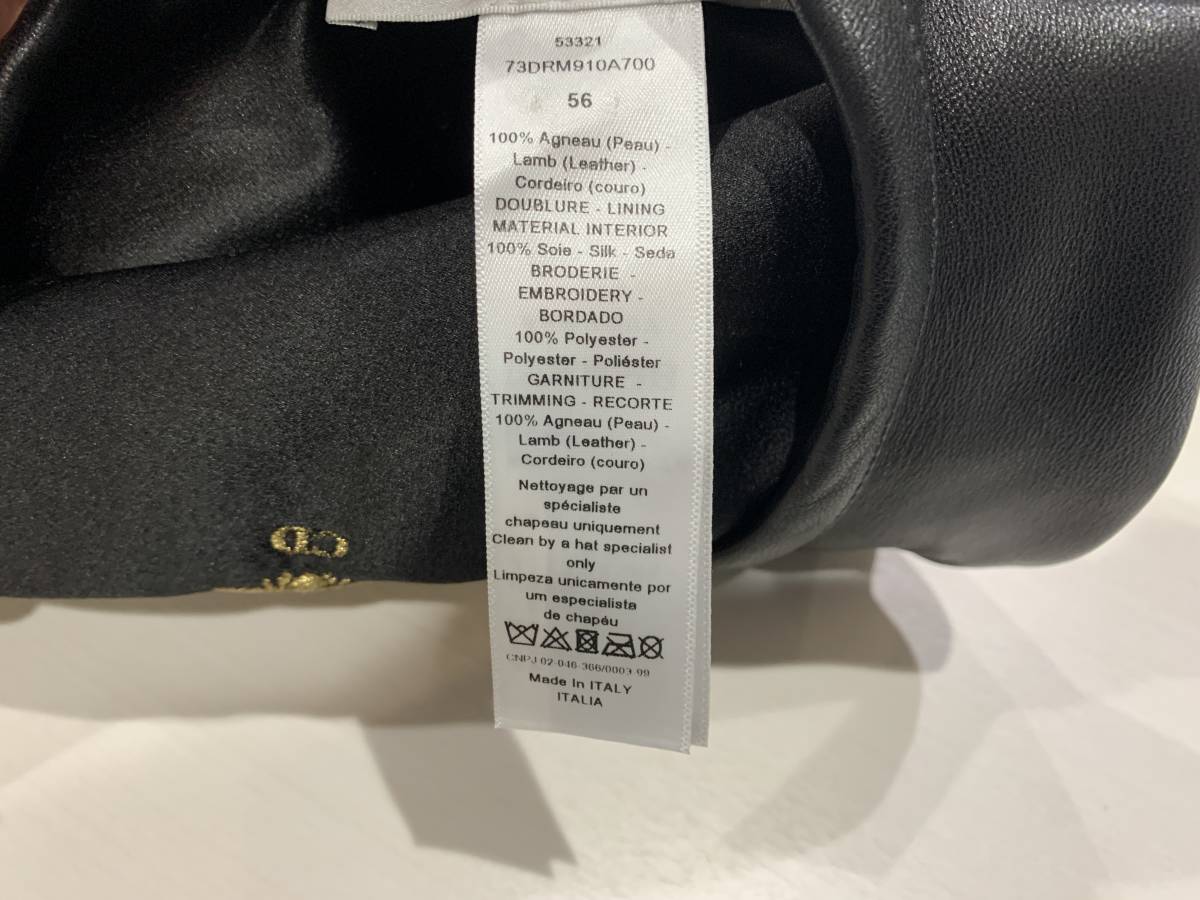 53321
73DRM910A700
56
100% Agneau (Peau) -
Lamb (Leather) -
Cordeiro (couro)
DOUBLURE - LINING
MATERIAL INTERIOR
100% Soie - Silk - Seda
BRODERIE -
EMBROIDERY -
BORDADO
100% Polyester -
Polyester - Poliéster
GARNITURE -
TRIMMING - RECORTE
100% Agneau (Peau) -
Lamb (Leather) -
Cordeiro (couro)
Nettoyage par un
spécialiste
chapeau uniquement
Clean by a hat specialist
only
Limpeza unicamente por
um especialista
de chapéu
CNPJ 02-046-366/0003-99
Made In ITALY
ITALIA